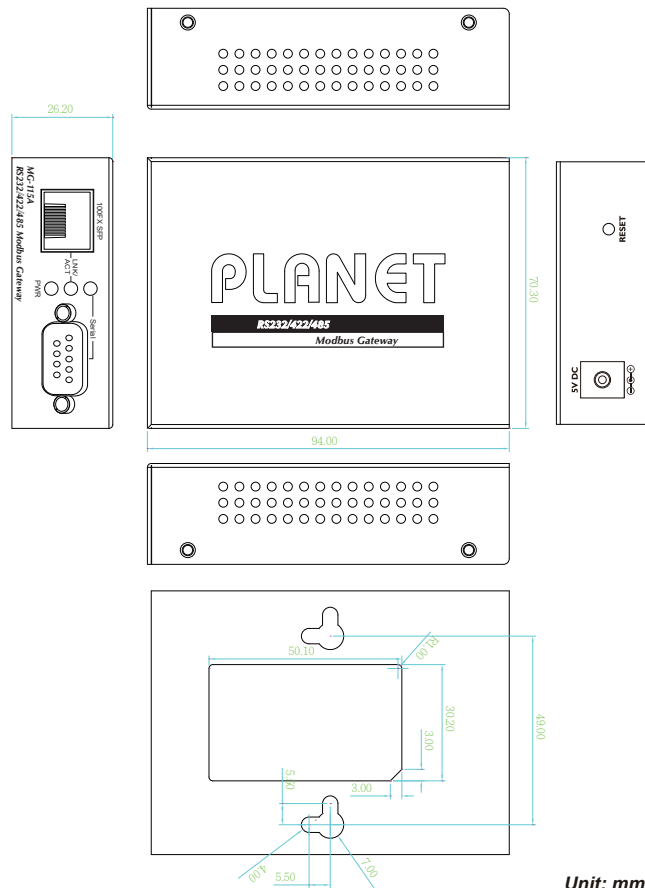 26.20
MG-115A
RS232/422/485 Modbus Gateway
100FX SFP
LNK/
ACT
PWR
Serial
PLANET
RS232/422/485
Modbus Gateway
70.30
94.00
RESET
5V DC
50.10
R1.00
30.20
49.00
3.00
3.00
5.50
5.50
4.00
7.00
Unit: mm